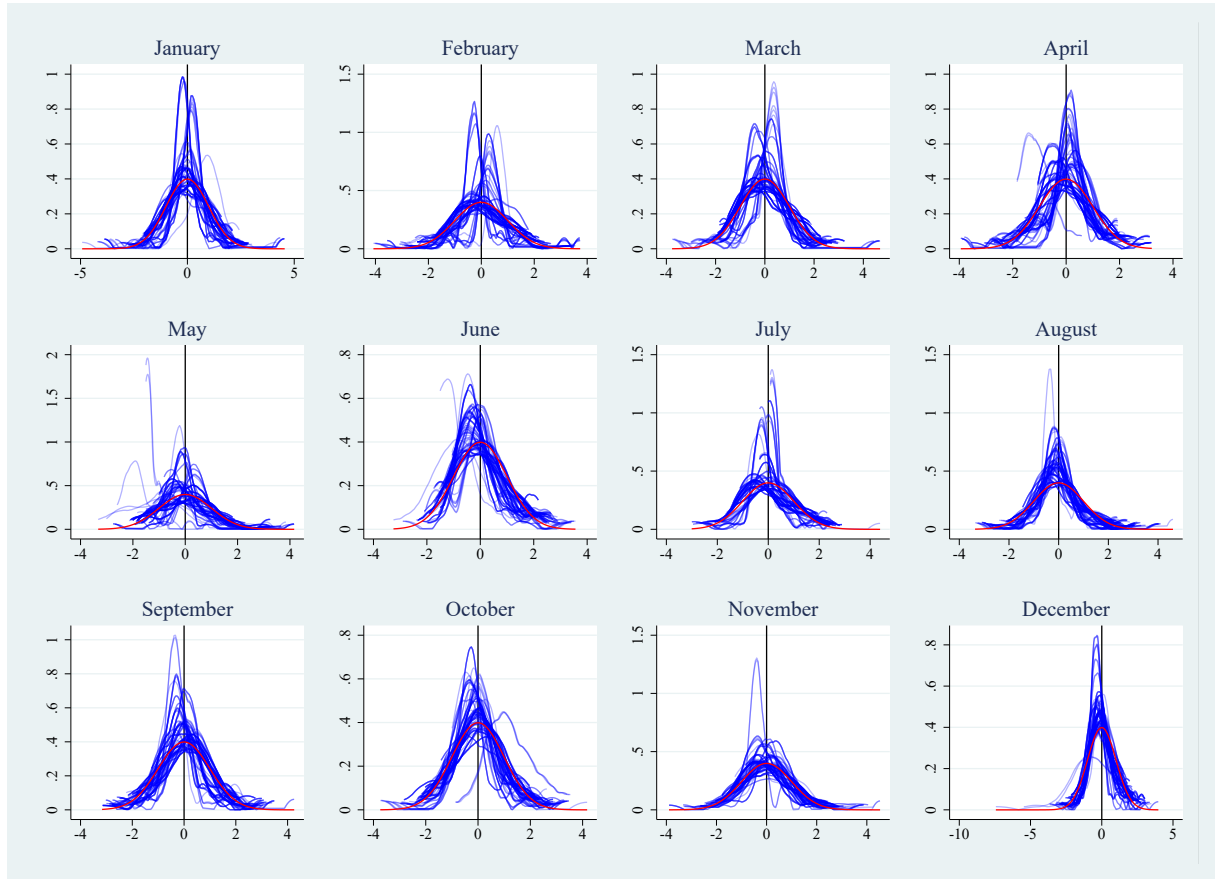 January February March April
1 1.5 1 1
.8 .8 .8
.6 1 .6 .6
.4 .5 .4 .4
.2 .2 .2
0 0 0 0
-5 0 5 -4 -2 0 2 4 -4 -2 0 2 4 -4 -2 0 2 4
May June July August
2 .8 1.5 1.5
1.5 .6
1 .4 1 1
.5 .2 .5 .5
0 0 0 0
-4 -2 0 2 4 -4 -2 0 2 4 -4 -2 0 2 4 -4 -2 0 2 4
September October November December
1 .8 1.5 .8
.8 .6 1 .6
.6
.4 .4 .5 .4
.2 .2 .2
0 0 0 0
-4 -2 0 2 4 -4 -2 0 2 4 -4 -2 0 2 4 -10 -5 0 5